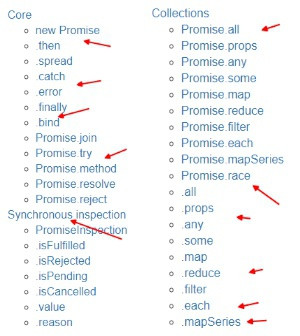 Core
new Promise
.then
.spread
.catch
.error
.finally
.bind
Promise.join
Promise.try
Promise.method
Promise.resolve
Promise.reject
Synchronous inspection
PromiseInspection
.isFulfilled
.isRejected
.isPending
.isCancelled
.value
.reason
Collections
Promise.all
Promise.props
Promise.any
Promise.some
Promise.map
Promise.reduce
Promise.filter
Promise.each
Promise.mapSeries
Promise.race
.all
.props
.any
.some
.map
.reduce
.filter
.each
.mapSeries